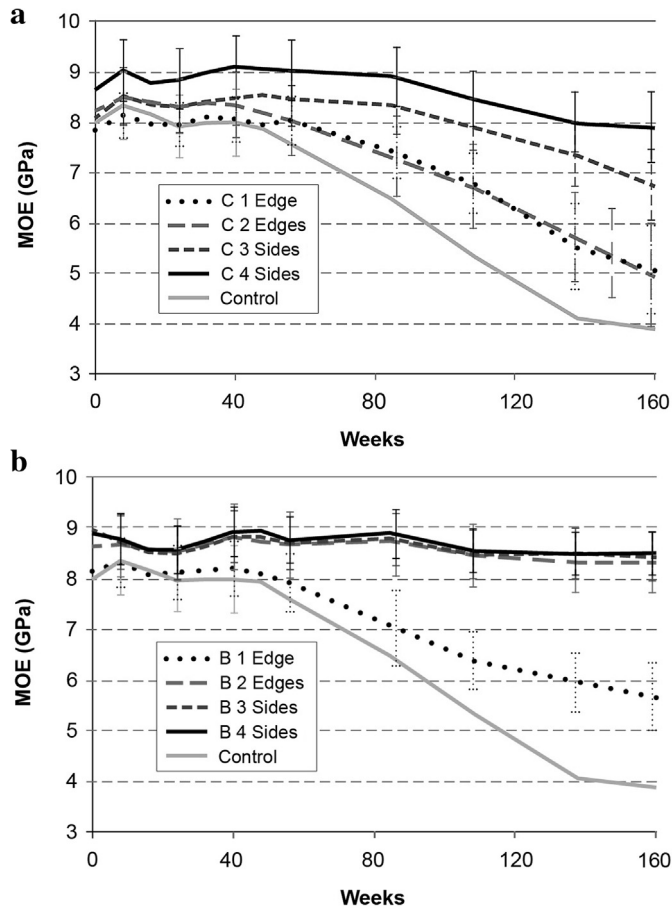 a
10
9
8
7
6
5
4
3
MOE (GPa)
C 1 Edge
C 2 Edges
C 3 Sides
C 4 Sides
Control
0 40 80 120 160
Weeks
b
10
9
8
7
6
5
4
3
MOE (GPa)
B 1 Edge
B 2 Edges
B 3 Sides
B 4 Sides
Control
0 40 80 120 160
Weeks